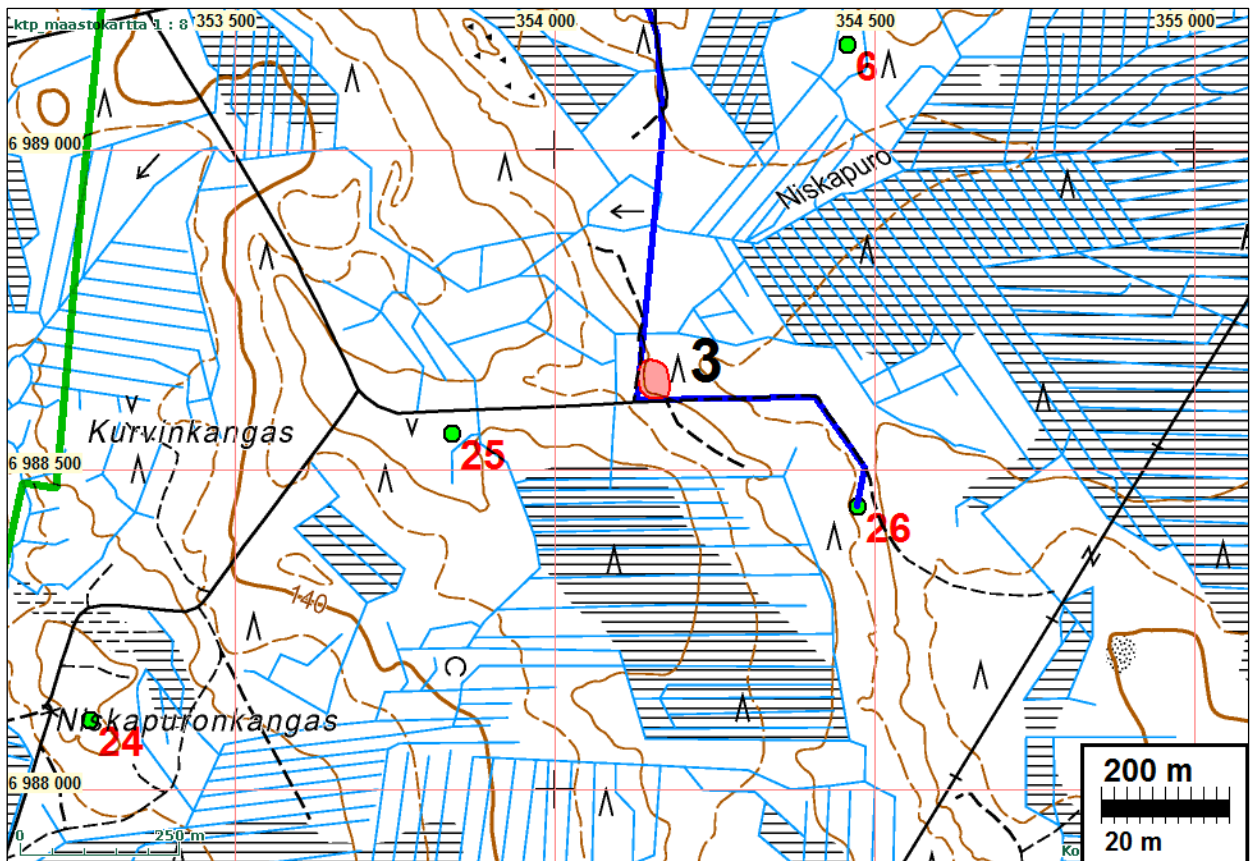 ktp_maastokartta 1 : 8
353 500
354 000
354 500
355 000
6
6 989 000
Niskapuro
3
Kurvinkangas
25
6 988 500
26
140
Niskapuronkangas
24
6 988 000
200 m
20 m
0
250 m
Ko